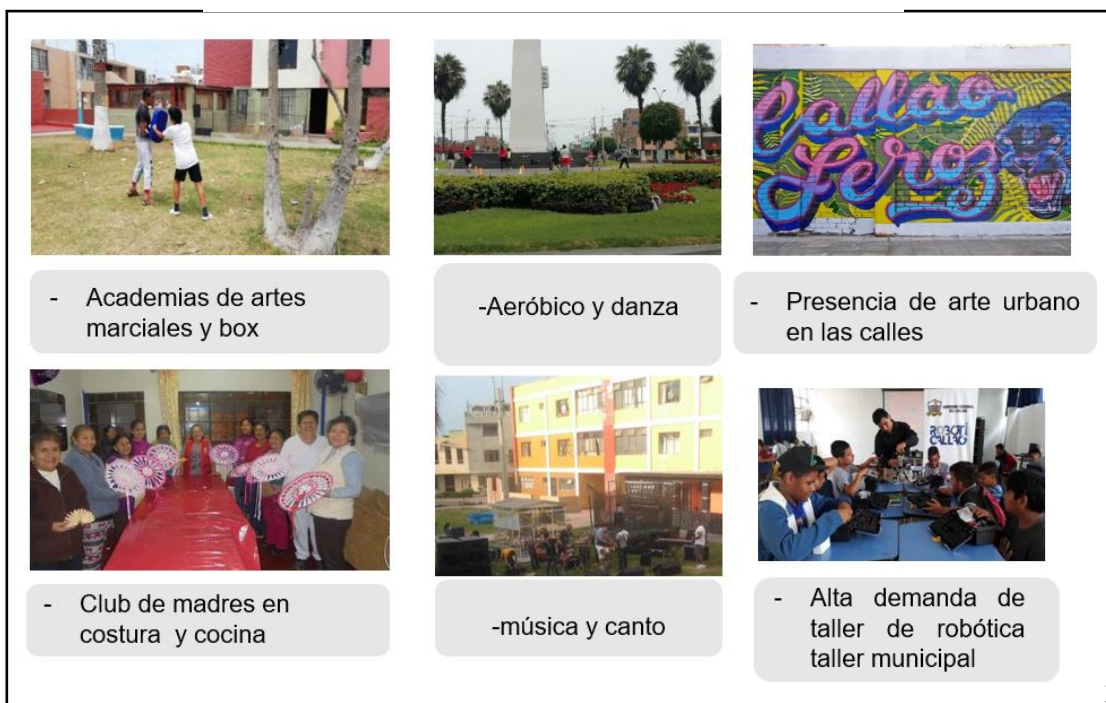 Callao
Feroz
- Academias de artes
marciales y box
-Aeróbico y danza
- Presencia de arte urbano
en las calles
ROBOTI
CALLAO
- Club de madres en
costura y cocina
-música y canto
- Alta demanda de
taller de robótica
taller municipal